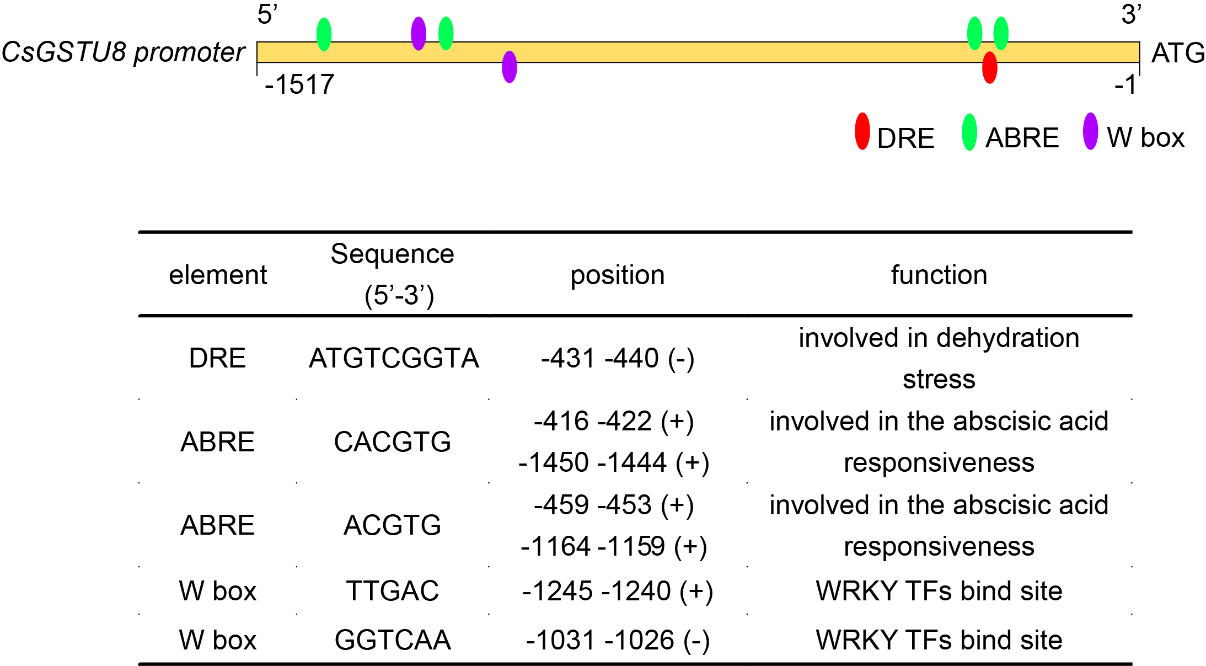 5’ 3’
CsGSTU8 promoter ATG
-1517 -1
DRE ABRE W box
element Sequence (5’-3’) position function
DRE ATGTCGGTA -431 -440 (-) involved in dehydration stress
ABRE CACGTG -416 -422 (+) involved in the abscisic acid
-1450 -1444 (+) responsiveness
ABRE ACGTG -459 -453 (+) involved in the abscisic acid
-1164 -1159 (+) responsiveness
W box TTGAC -1245 -1240 (+) WRKY TFs bind site
W box GGTCAA -1031 -1026 (-) WRKY TFs bind site